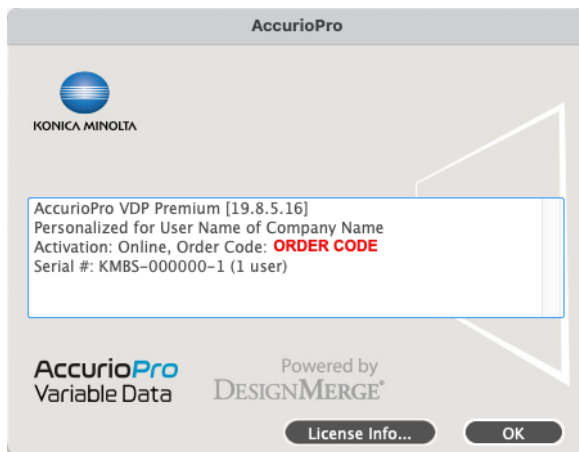 AccurioPro
KONICA MINOLTA
AccurioPro VDP Premium [19.8.5.16]
Personalized for User Name of Company Name
Activation: Online, Order Code: ORDER CODE
Serial #: KMBS-000000-1 (1 user)
AccurioPro
Variable Data
Powered by
DESIGNMERGE®
License Info...
OK